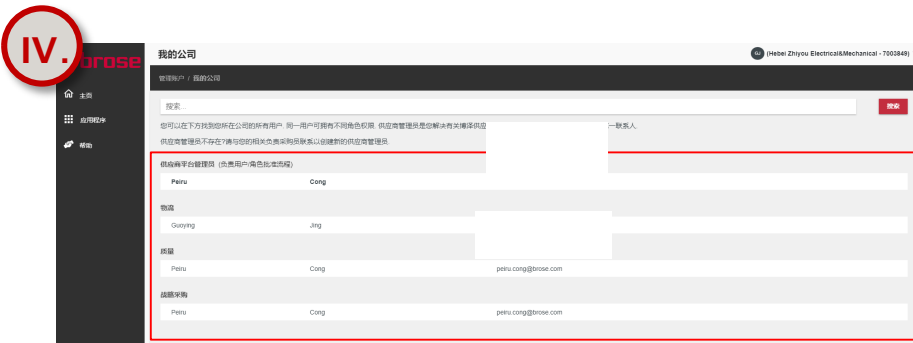 IV.
brose
我的公司
GJ (Hebei Zhiyou Electrical&Mechanical - 7003849)
管理账户 / 我的公司
主页
搜索...
搜索
应用程序
您可以在下方找到您所在公司的所有用户. 同一用户可拥有不同角色权限. 供应商管理员是您解决有关博泽供应 一联系人.
供应商管理员不存在?请与您的相关负责采购员联系以创建新的供应商管理员.
帮助
供应商平台管理员 (负责用户/角色批准流程)
Peiru Cong
物流
Guoying Jing
质量
Peiru Cong peiru.cong@brose.com
战略采购
Peiru Cong peiru.cong@brose.com